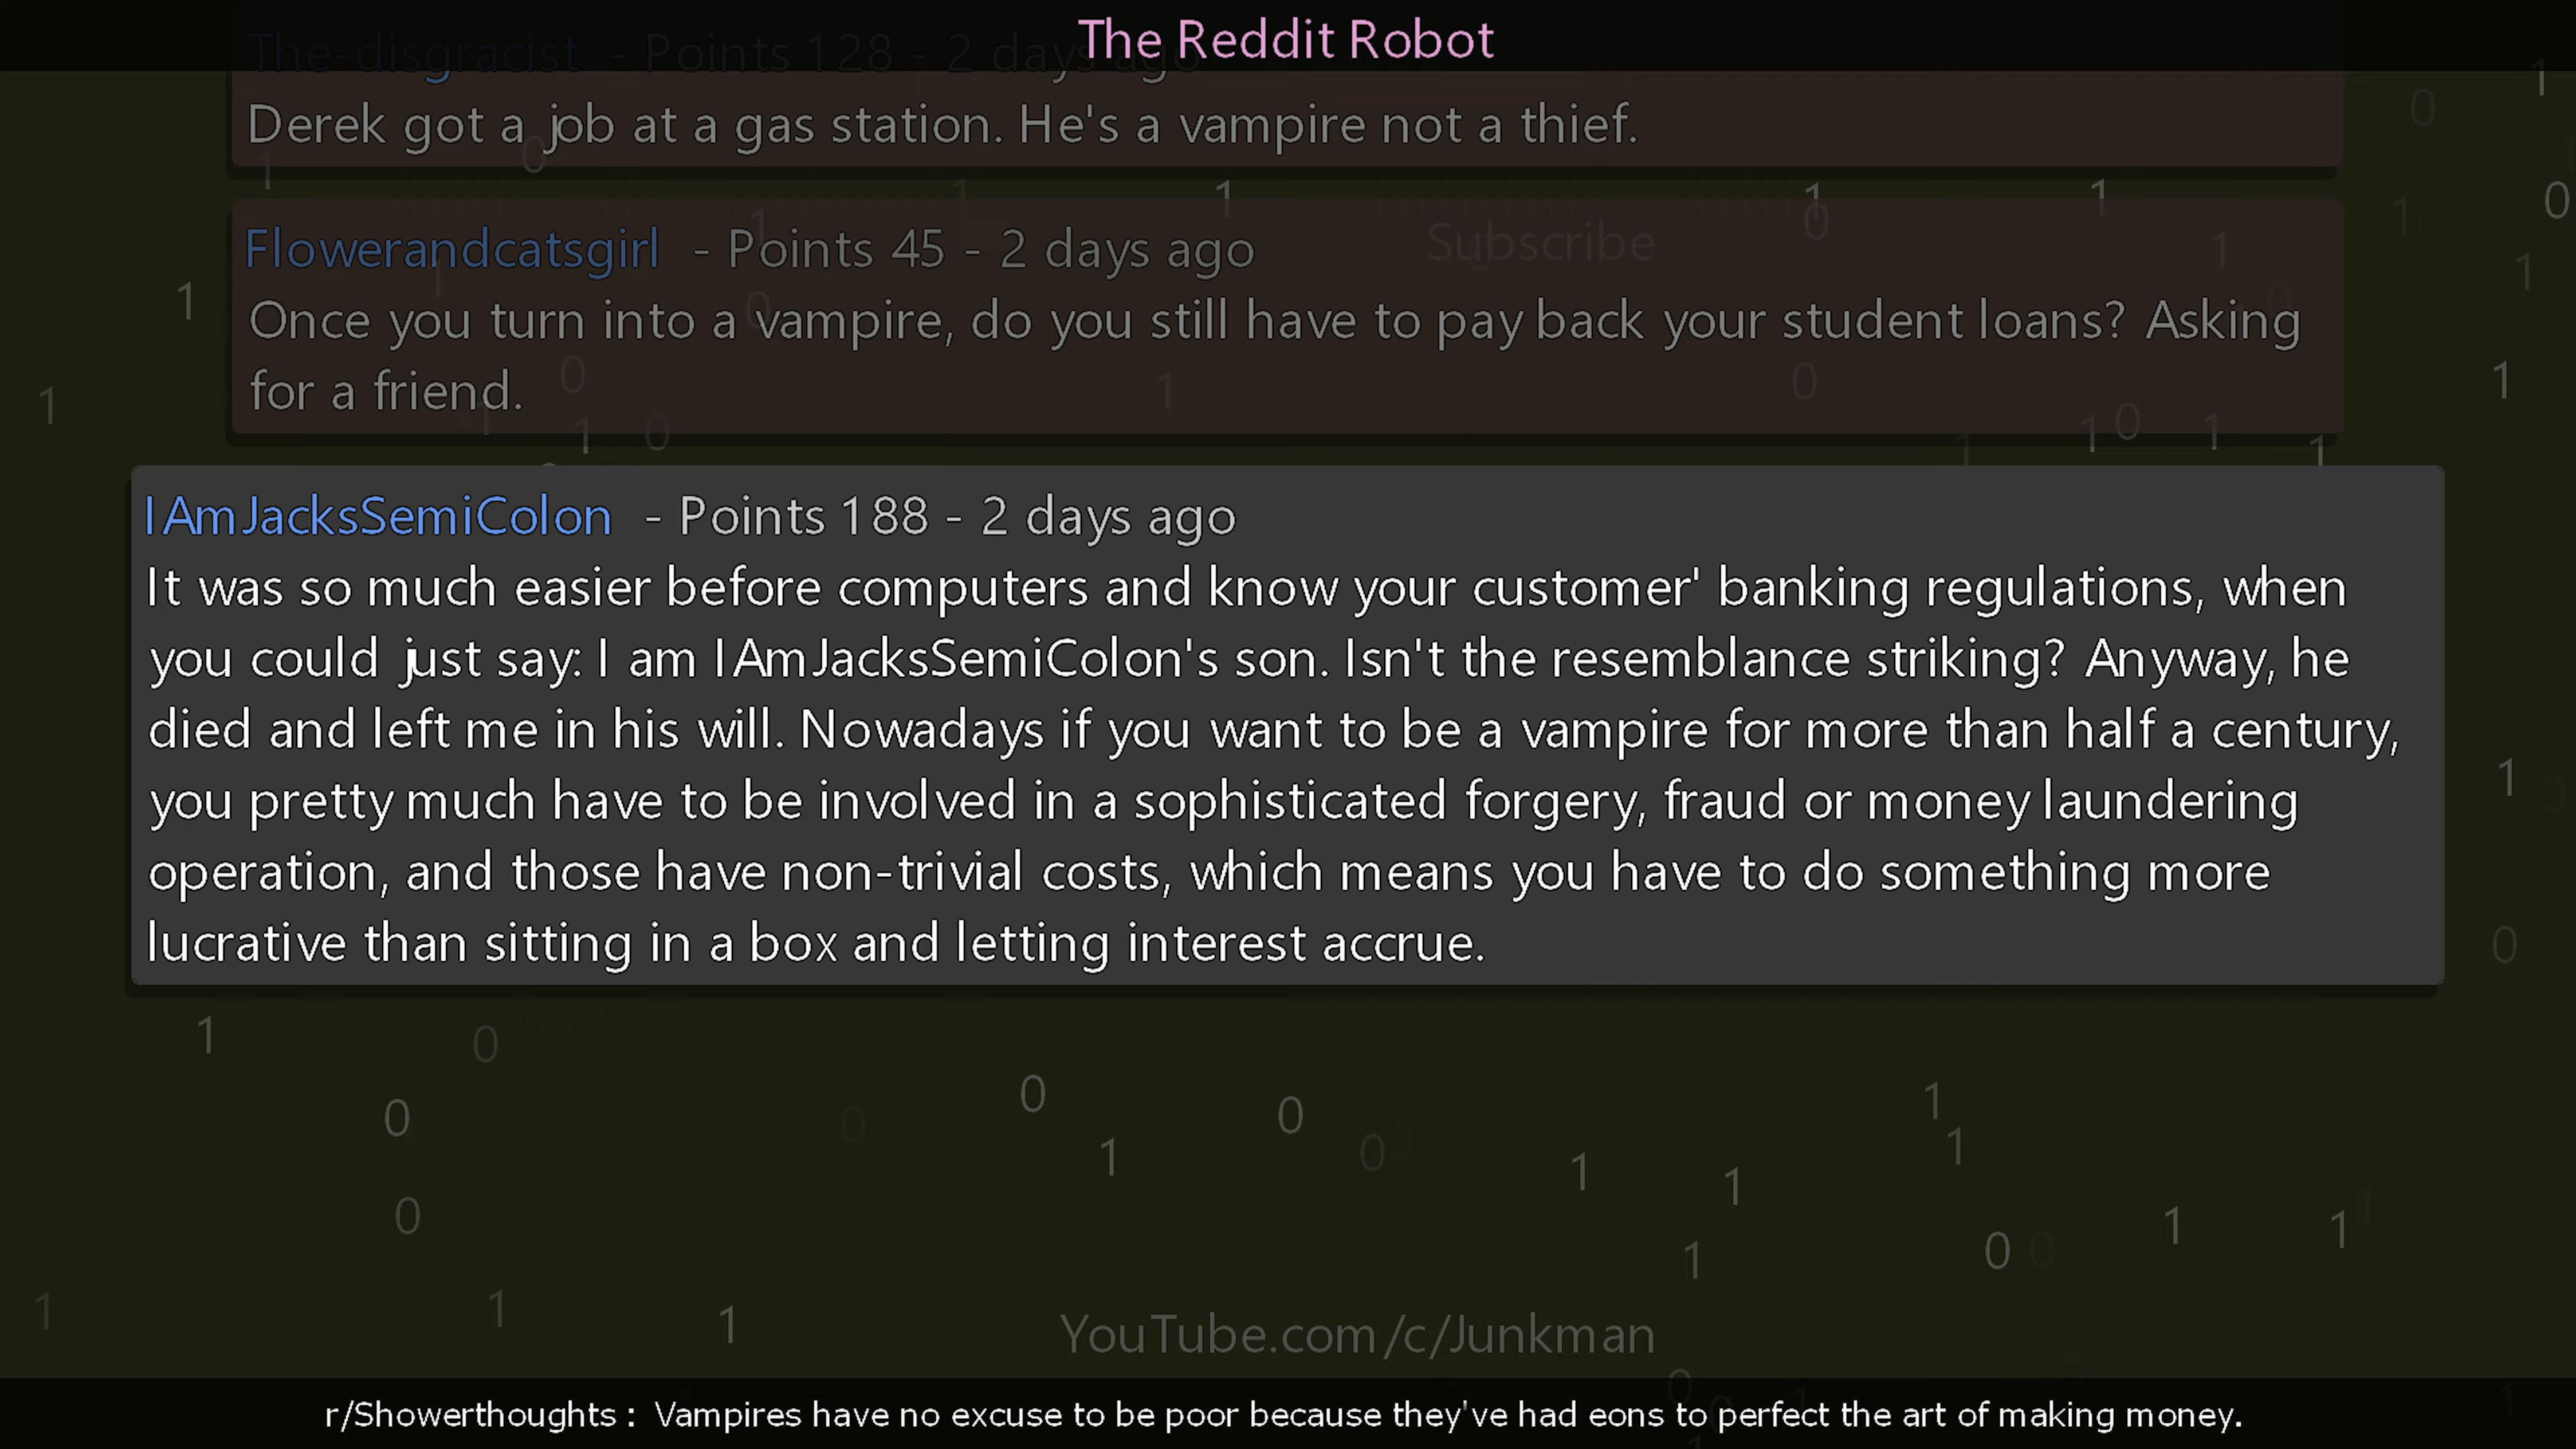 The Reddit Robot
The-disgracist - Points 128 - 2 days ago
Derek got a job at a gas station. He's a vampire not a thief.
Subscribe
Flowerandcatsgirl - Points 45 - 2 days ago
Once you turn into a vampire, do you still have to pay back your student loans? Asking
for a friend.
IAmJacksSemiColon - Points 188 - 2 days ago
It was so much easier before computers and know your customer' banking regulations, when
you could just say: I am IAmJacksSemiColon's son. Isn't the resemblance striking? Anyway, he
died and left me in his will. Nowadays if you want to be a vampire for more than half a century,
you pretty much have to be involved in a sophisticated forgery, fraud or money laundering
operation, and those have non-trivial costs, which means you have to do something more
lucrative than sitting in a box and letting interest accrue.
YouTube.com/c/Junkman
r/Showerthoughts : Vampires have no excuse to be poor because they've had eons to perfect the art of making money.